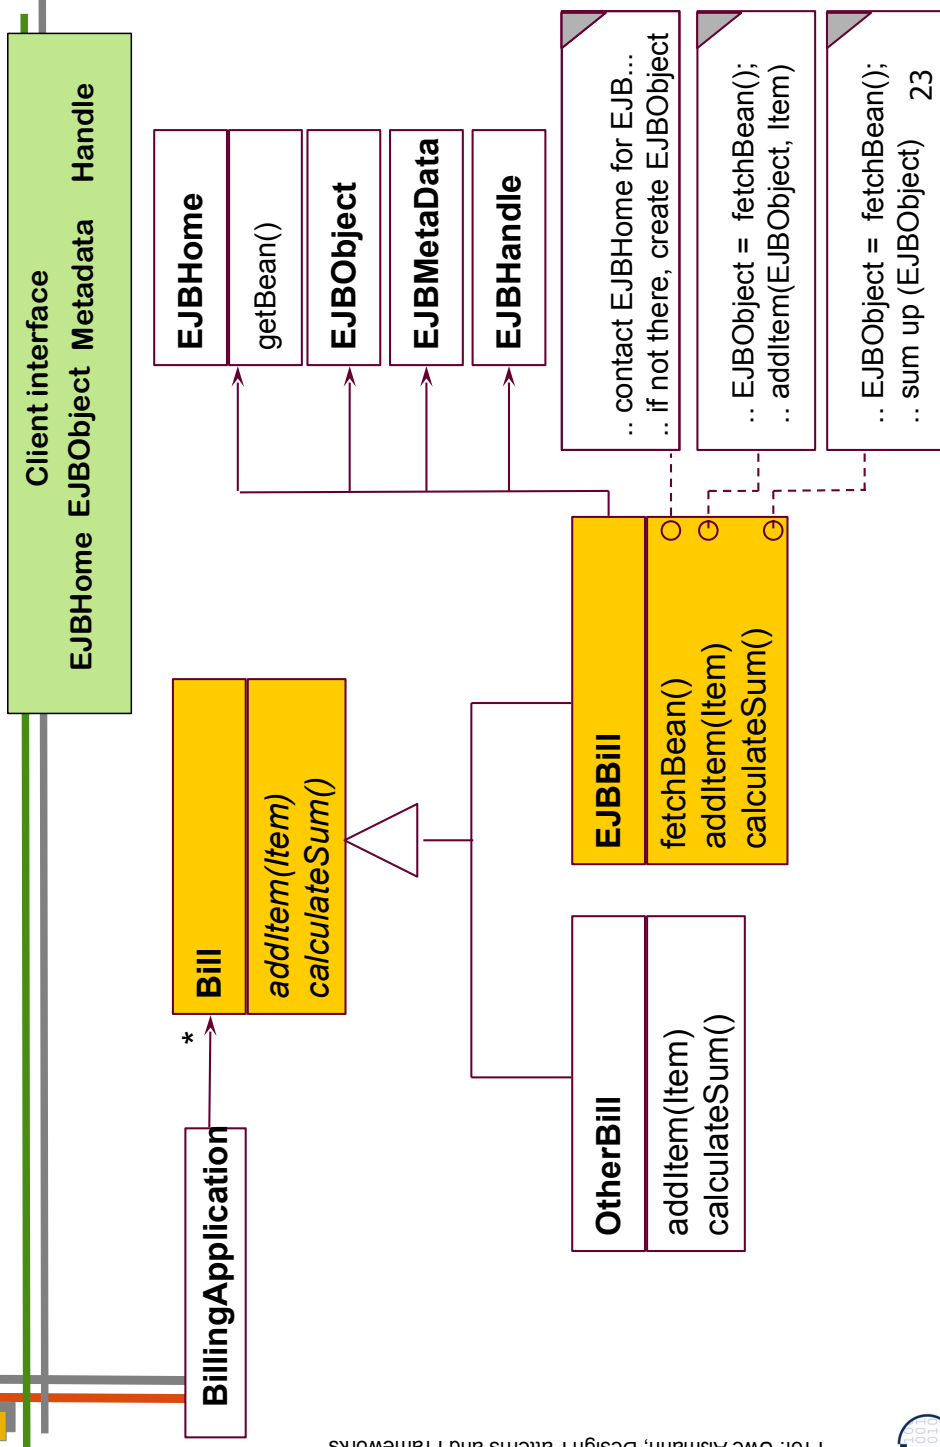 Client interface
EJBHome EJBObject Metadata Handle
BillingApplication
*
Bill
addItem(Item)
calculateSum()
OtherBill
addItem(Item)
calculateSum()
EJBBill
fetchBean()
addItem(Item)
calculateSum()
EJBHome
getBean()
EJBObject
EJBMetaData
EJBHandle
.. contact EJBHome for EJB...
.. if not there, create EJBObject
.. EJBObject = fetchBean();
.. addItem(EJBObject, Item)
.. EJBObject = fetchBean();
.. sum up (EJBObject)
23
Prof. Uwe Aßmann, Design Patterns and Frameworks